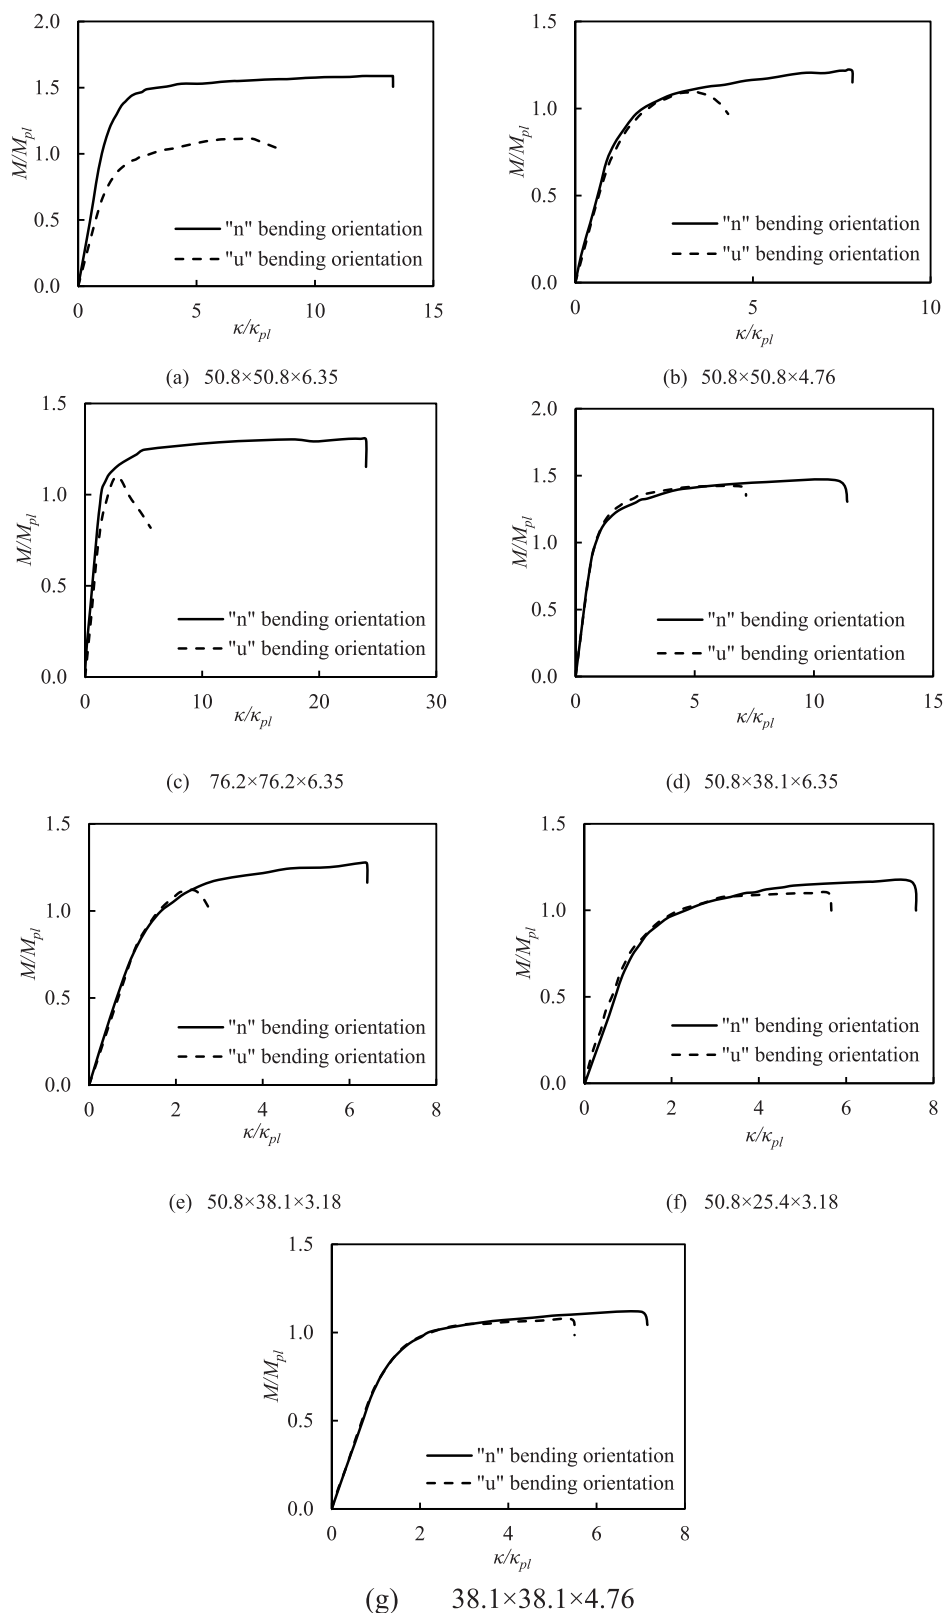 2.0
1.5
1.0
0.5
0.0
M/Mpl
"n" bending orientation
"u" bending orientation
0 5 10 15
κ/κpl
(a) 50.8×50.8×6.35
1.5
1.0
0.5
0.0
M/Mpl
"n" bending orientation
"u" bending orientation
0 5 10
κ/κpl
(b) 50.8×50.8×4.76
1.5
1.0
0.5
0.0
M/Mpl
"n" bending orientation
"u" bending orientation
0 10 20 30
κ/κpl
(c) 76.2×76.2×6.35
2.0
1.5
1.0
0.5
0.0
M/Mpl
"n" bending orientation
"u" bending orientation
0 5 10 15
κ/κpl
(d) 50.8×38.1×6.35
1.5
1.0
0.5
0.0
M/Mpl
"n" bending orientation
"u" bending orientation
0 2 4 6 8
κ/κpl
(e) 50.8×38.1×3.18
1.5
1.0
0.5
0.0
M/Mpl
"n" bending orientation
"u" bending orientation
0 2 4 6 8
κ/κpl
(f) 50.8×25.4×3.18
1.5
1.0
0.5
0.0
M/Mpl
"n" bending orientation
"u" bending orientation
0 2 4 6 8
κ/κpl
(g) 38.1×38.1×4.76